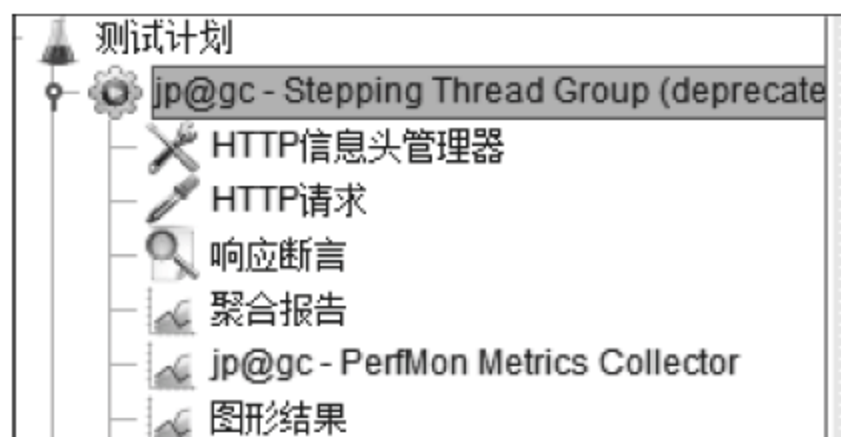 测试计划
jp@gc - Stepping Thread Group (deprecate
HTTP信息头管理器
HTTP请求
响应断言
聚合报告
jp@gc - PerfMon Metrics Collector
图形结果